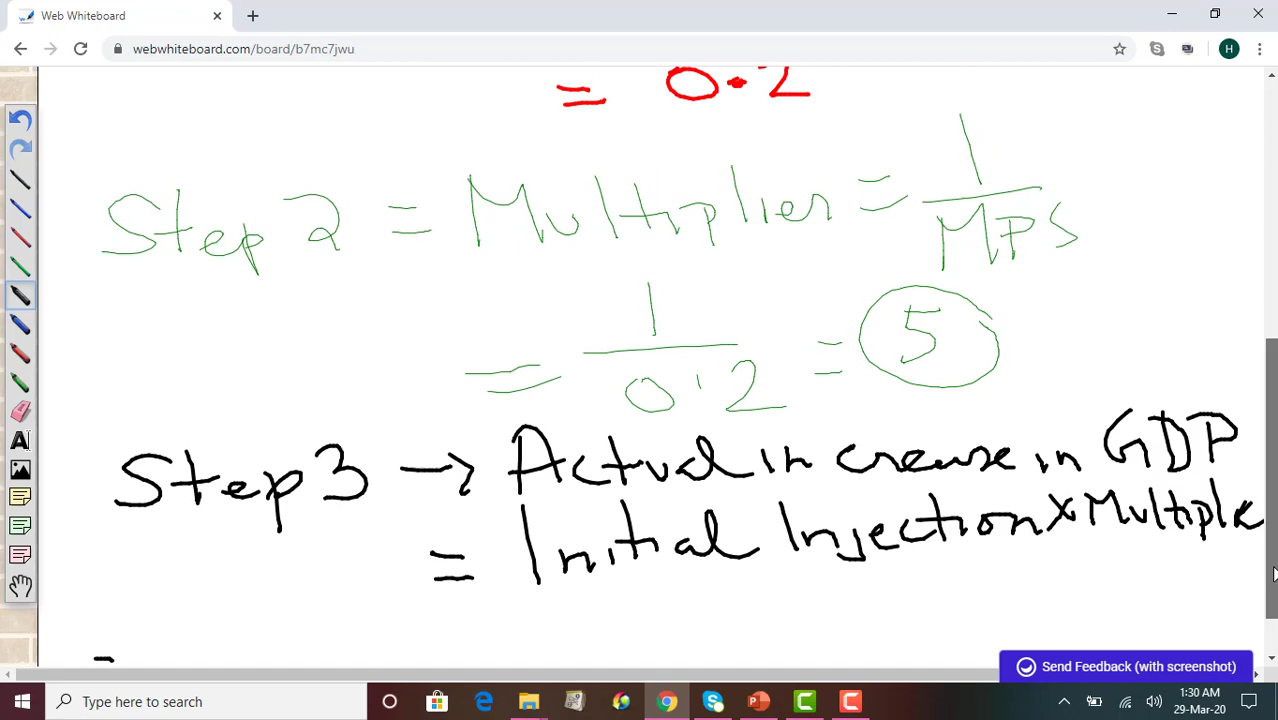 Web Whiteboard
webwhiteboard.com/board/b7mc7jwu
H
= 0.2
Step 2 = Multiplier = 1/MPS
= 1/0.2 = 5
Step 3 → Actual increase in GDP
= Initial Injection x Multiplie
A
Send Feedback (with screenshot)
Type here to search
1:30 AM
29-Mar-20